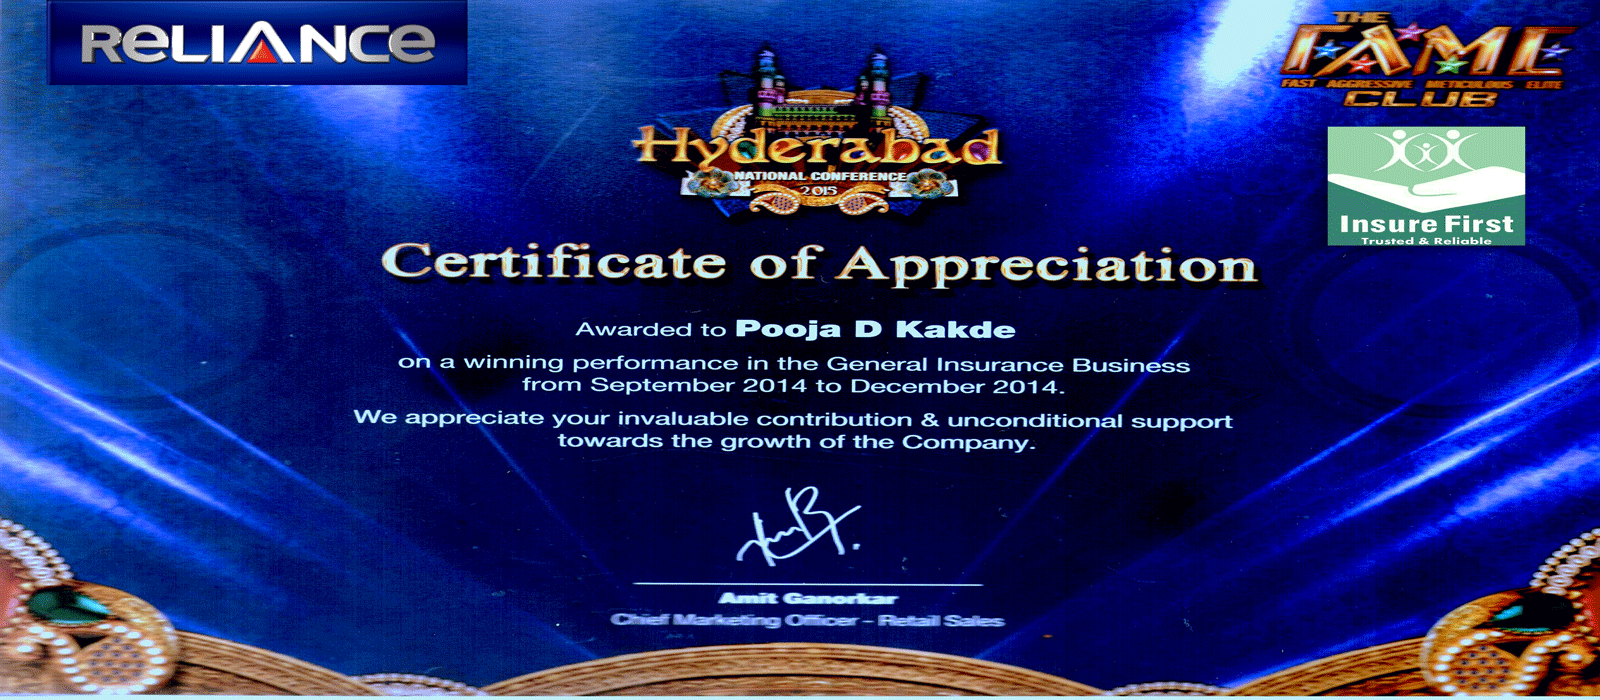 RELIANCE
THE
FAME
FAST AGGRESSIVE METICULOUS ELITE
CLUB
Hyderabad
NATIONAL CONFERENCE
2015
Insure First
Trusted & Reliable
Certificate of Appreciation
Awarded to Pooja D Kakde
on a winning performance in the General Insurance Business
from September 2014 to December 2014.
We appreciate your invaluable contribution & unconditional support
towards the growth of the Company.
Amit Ganorkar
Chief Marketing Officer - Retail Sales